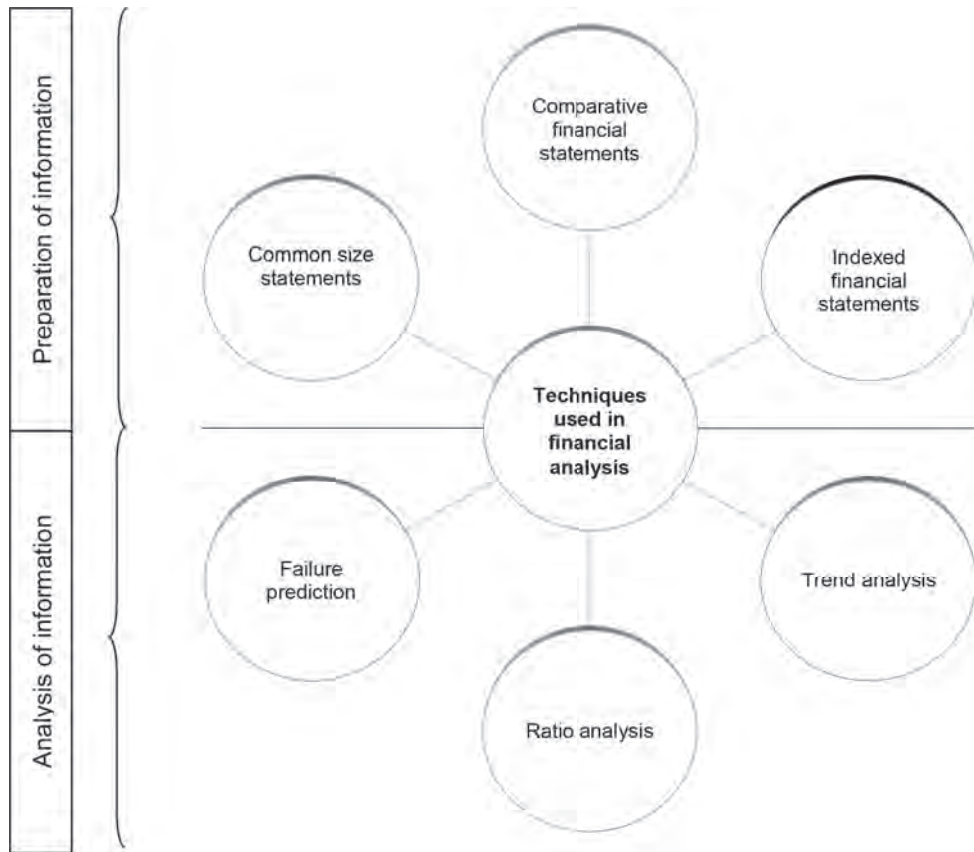 Preparation of information
Comparative
financial
statements
Common size
statements
Indexed
financial
statements
Techniques
used in
financial
analysis
Analysis of information
Failure
prediction
Trend analysis
Ratio analysis